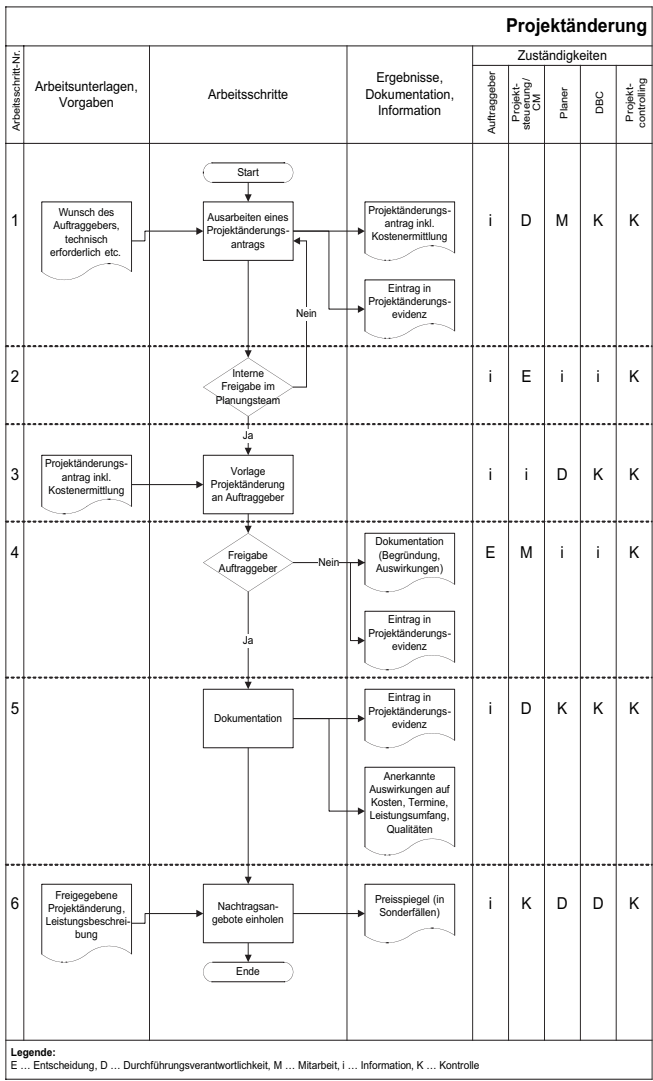 Projektänderung
Arbeitsschritt-Nr.
Arbeitsunterlagen,
Vorgaben
Arbeitsschritte
Ergebnisse,
Dokumentation,
Information
Zuständigkeiten
Auftraggeber
Projekt-
steuerung/
CM
Planer
DBC
Projekt-
controlling
Start
1
Wunsch des
Auftraggebers,
technisch
erforderlich etc.
Ausarbeiten eines
Projektänderungs-
antrags
Projektänderungs-
antrag inkl.
Kostenermittlung
i D M K K
Eintrag in
Projektänderungs-
evidenz
Nein
2
Interne
Freigabe im
Planungsteam
i E i i K
Ja
3
Projektänderungs-
antrag inkl.
Kostenermittlung
Vorlage
Projektänderung
an Auftraggeber
i i D K K
4
Freigabe
Auftraggeber
Nein
Dokumentation
(Begründung,
Auswirkungen)
E M i i K
Eintrag in
Projektänderungs-
evidenz
Ja
5
Dokumentation
Eintrag in
Projektänderungs-
evidenz
i D K K K
Anerkannte
Auswirkungen auf
Kosten, Termine,
Leistungsumfang,
Qualitäten
6
Freigegebene
Projektänderung,
Leistungsbeschrei-
bung
Nachtragsan-
gebote einholen
Preisspiegel (in
Sonderfällen)
i K D D K
Ende
Legende:
E … Entscheidung, D … Durchführungsverantwortlichkeit, M … Mitarbeit, i … Information, K … Kontrolle